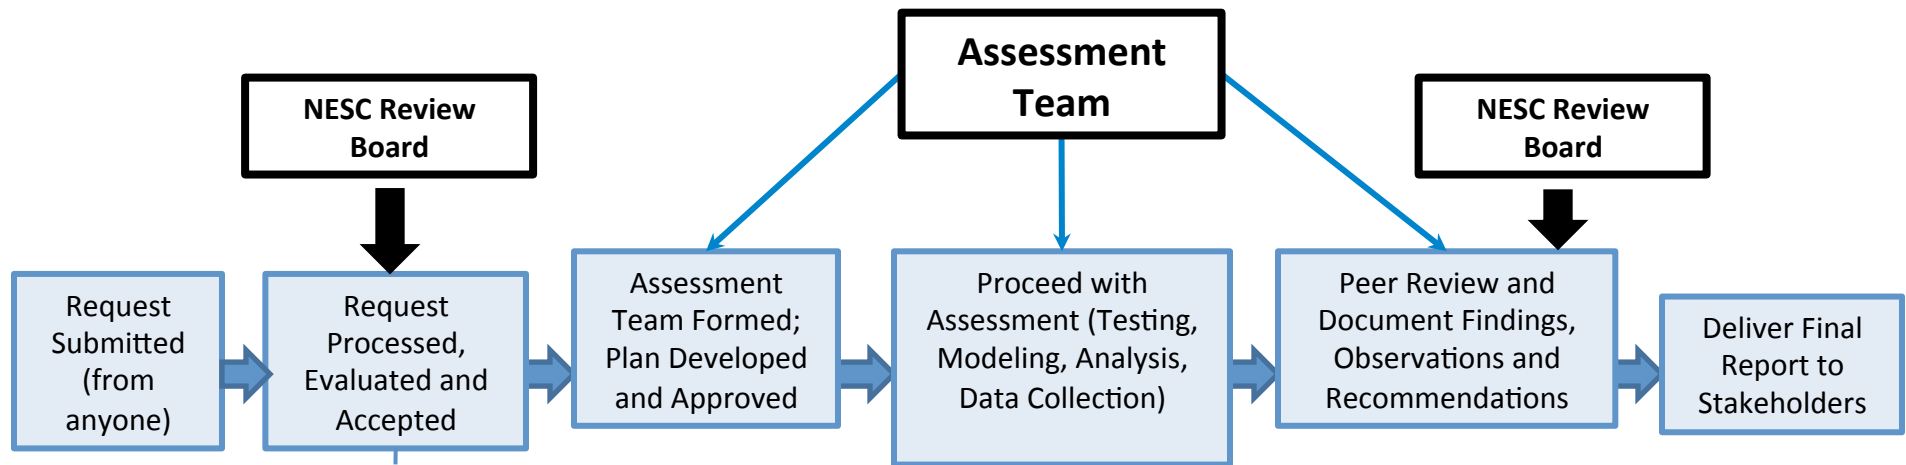 Assessment
Team
NESC Review
Board
NESC Review
Board
Request
Submitted
(from
anyone)
Request
Processed,
Evaluated and
Accepted
Assessment
Team Formed;
Plan Developed
and Approved
Proceed with
Assessment (Testing,
Modeling, Analysis,
Data Collection)
Peer Review and
Document Findings,
Observations and
Recommendations
Deliver Final
Report to
Stakeholders